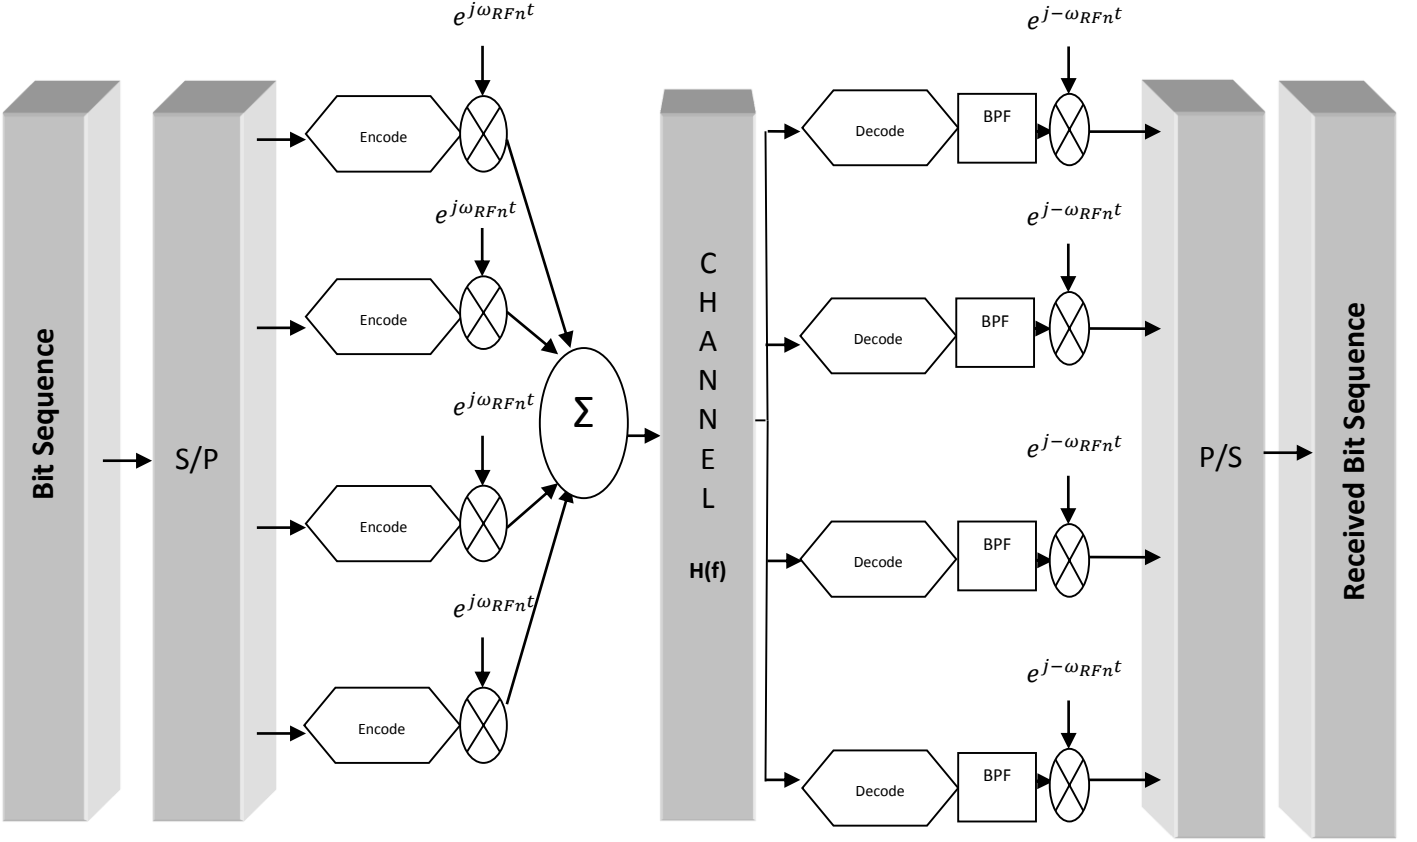 Bit Sequence
S/P
e^{jω_{RFn}t}
Encode
e^{jω_{RFn}t}
Encode
e^{jω_{RFn}t}
Encode
e^{jω_{RFn}t}
Encode
Σ
C
H
A
N
N
E
L
H(f)
e^{j−ω_{RFn}t}
Decode
BPF
e^{j−ω_{RFn}t}
Decode
BPF
e^{j−ω_{RFn}t}
Decode
BPF
e^{j−ω_{RFn}t}
Decode
BPF
P/S
Received Bit Sequence